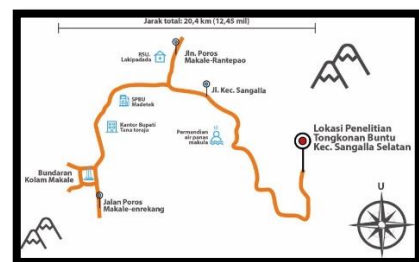 Jarak total: 20,4 km (12,45 mil)
RSU.
Lakipadada
Jln. Poros
Makale-Rantepao
Jl. Kec. Sangalla
SPBU
Madetek
Kantor Bupati
Tana toraja
Permandian
air panas
makula
Lokasi Penelitian
Tongkonan Buntu
Kec. Sangalla Selatan
Bundaran
Kolam Makale
Jalan Poros
Makale-enrekang
U